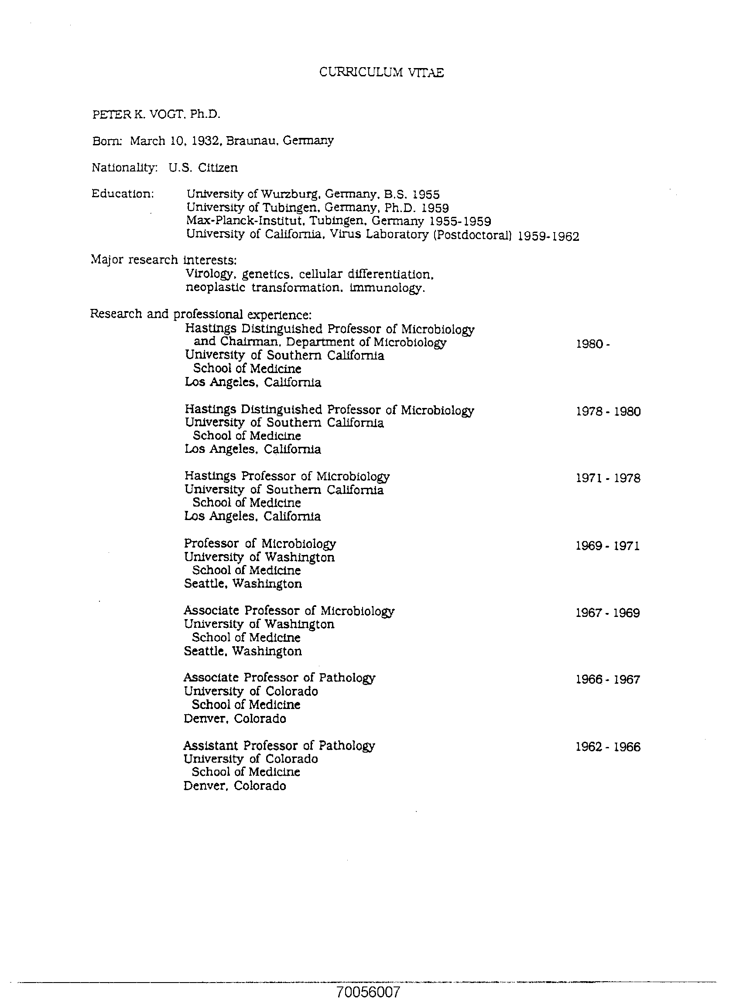 CURRICULUM VITAE
PETER K. VOGT, Ph.D.
Born: March 10, 1932, Braunau, Germany
Nationality: U.S. Citizen
Education: University of Wurzburg, Germany, B.S. 1955
University of Tubingen, Germany, Ph.D. 1959
Max-Planck-Institut, Tubingen, Germany 1955-1959
University of California, Virus Laboratory (Postdoctoral) 1959-1962
Major research interests:
Virology, genetics, cellular differentiation,
neoplastic transformation, immunology.
Research and professional experience:
Hastings Distinguished Professor of Microbiology
and Chairman, Department of Microbiology 1980 -
University of Southern California
School of Medicine
Los Angeles, California
Hastings Distinguished Professor of Microbiology 1978 - 1980
University of Southern California
School of Medicine
Los Angeles, California
Hastings Professor of Microbiology 1971 - 1978
University of Southern California
School of Medicine
Los Angeles, California
Professor of Microbiology 1969 - 1971
University of Washington
School of Medicine
Seattle, Washington
Associate Professor of Microbiology 1967 - 1969
University of Washington
School of Medicine
Seattle, Washington
Associate Professor of Pathology 1966 - 1967
University of Colorado
School of Medicine
Denver, Colorado
Assistant Professor of Pathology 1962 - 1966
University of Colorado
School of Medicine
Denver, Colorado
70056007